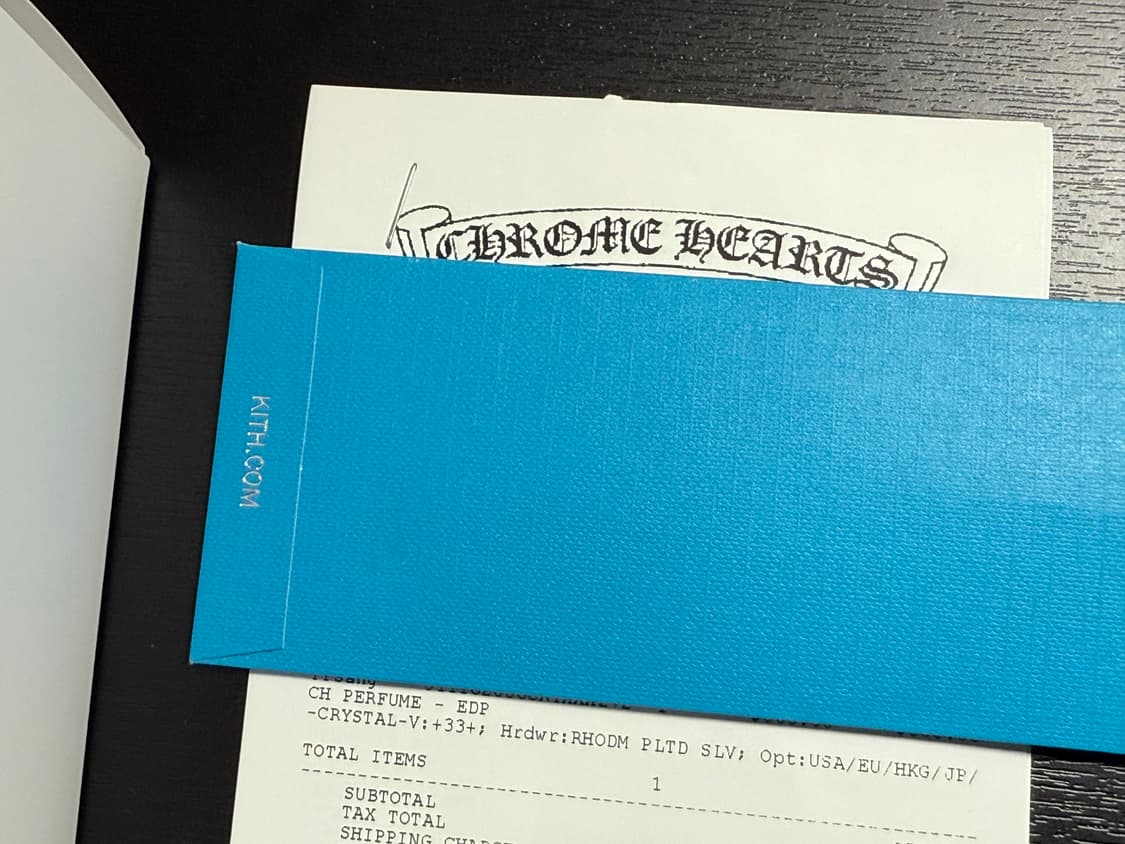 CHROME HEARTS
KITH.COM
CH PERFUME - EDP
-CRYSTAL-V:+33+; Hrdwr:RHODM PLTD SLV; Opt:USA/EU/HKG/JP/
TOTAL ITEMS 1
SUBTOTAL
TAX TOTAL
SHIPPING